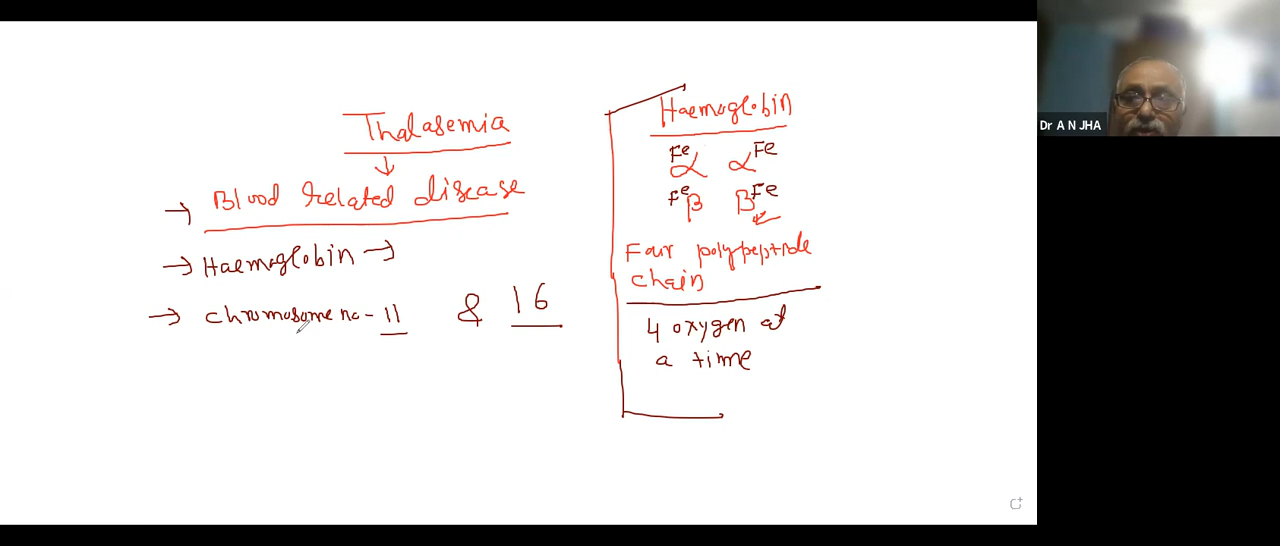 Thalasemia
↓
→ Blood related disease
→ Haemoglobin →
→ Chromosome no - 11 & 16
Haemoglobin
Fe α α Fe
Fe β β Fe
Four polypeptide
chain
4 oxygen at
a time
Dr A N JHA